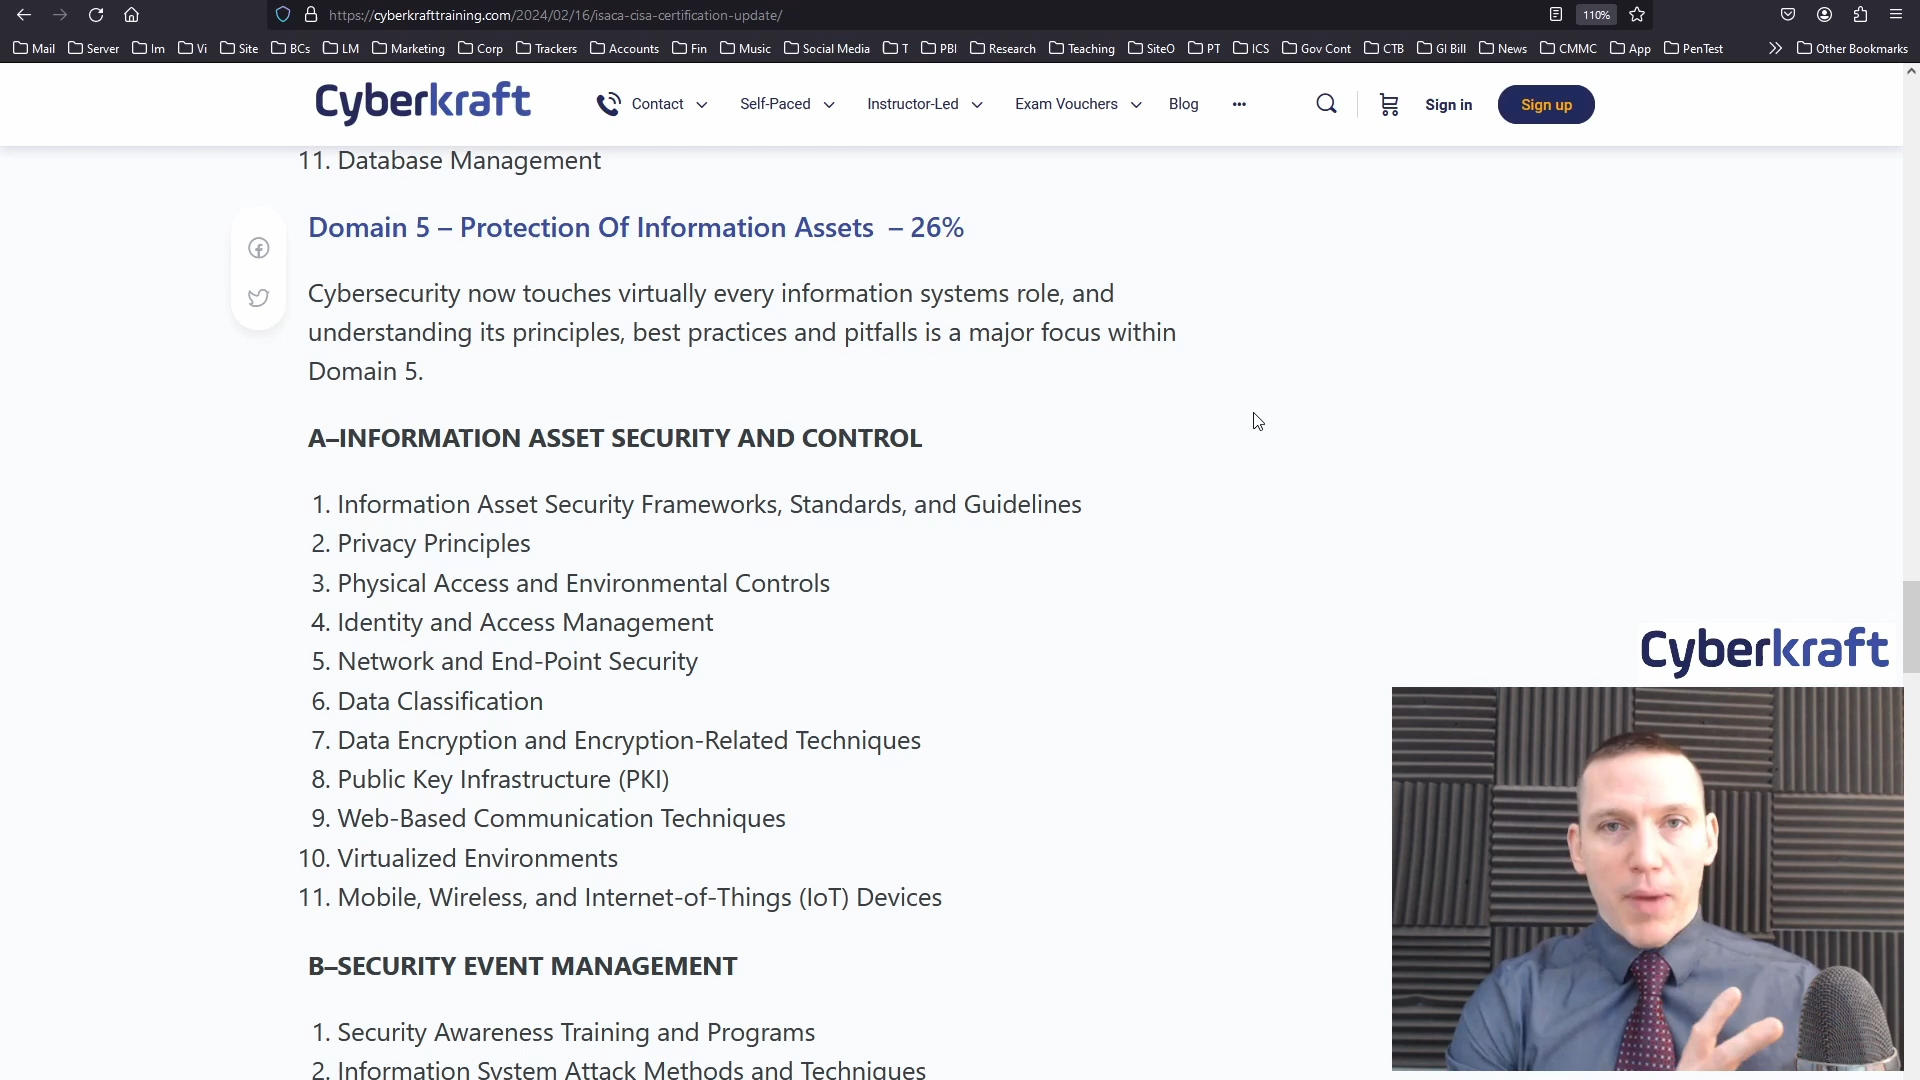 https://cyberkrafttraining.com/2024/02/16/isaca-cisa-certification-update/
110%
Mail Server Im Vi Site BCs LM Marketing Corp Trackers Accounts Fin Music Social Media T PBI Research Teaching SiteO PT ICS Gov Cont CTB GI Bill News CMMC App PenTest Other Bookmarks
Cyberkraft
Contact Self-Paced Instructor-Led Exam Vouchers Blog Sign in Sign up
11. Database Management
Domain 5 – Protection Of Information Assets – 26%
Cybersecurity now touches virtually every information systems role, and
understanding its principles, best practices and pitfalls is a major focus within
Domain 5.
A–INFORMATION ASSET SECURITY AND CONTROL
1. Information Asset Security Frameworks, Standards, and Guidelines
2. Privacy Principles
3. Physical Access and Environmental Controls
4. Identity and Access Management
5. Network and End-Point Security
6. Data Classification
7. Data Encryption and Encryption-Related Techniques
8. Public Key Infrastructure (PKI)
9. Web-Based Communication Techniques
10. Virtualized Environments
11. Mobile, Wireless, and Internet-of-Things (IoT) Devices
B–SECURITY EVENT MANAGEMENT
1. Security Awareness Training and Programs
2. Information System Attack Methods and Techniques
Cyberkraft